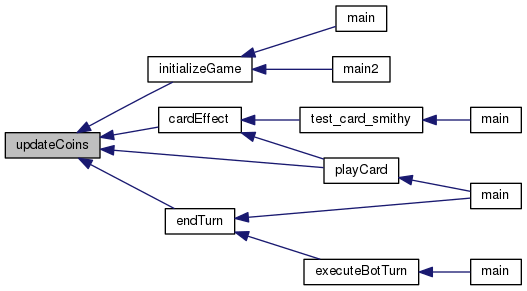 main
initializeGame
main2
cardEffect
test_card_smithy
main
updateCoins
playCard
main
endTurn
executeBotTurn
main